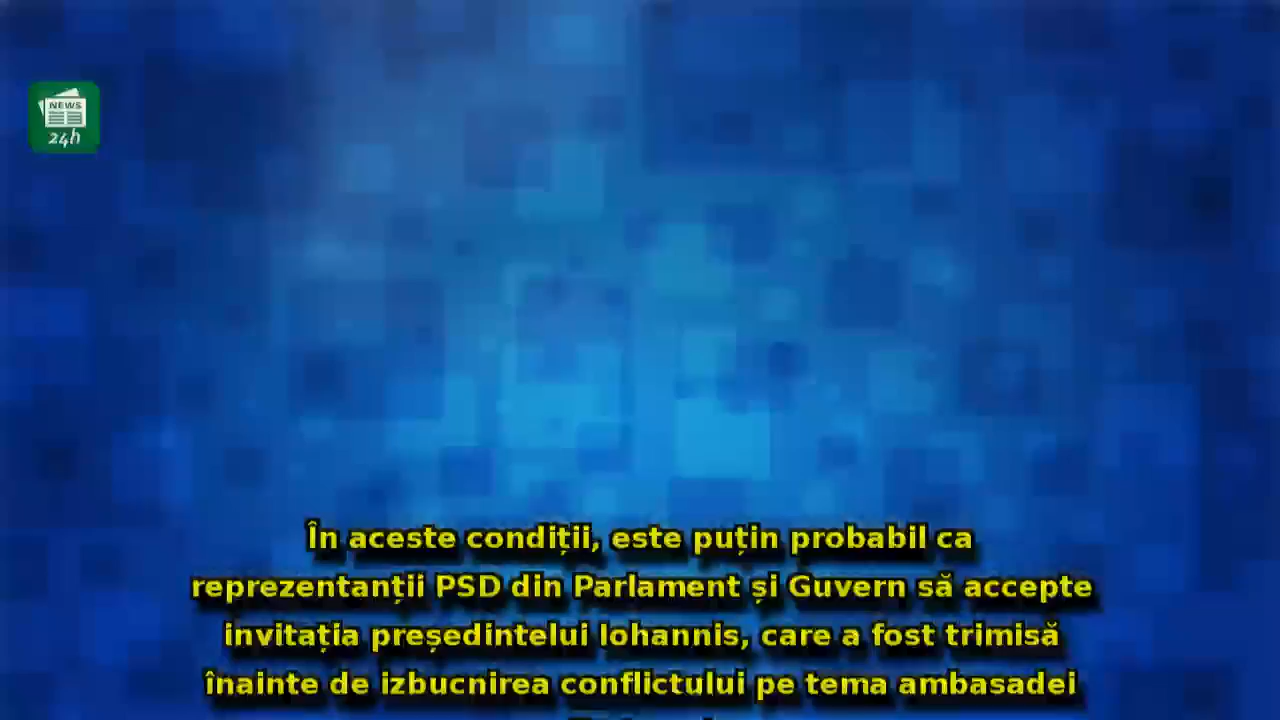 NEWS
24h
În aceste condiții, este puțin probabil ca
reprezentanții PSD din Parlament și Guvern să accepte
invitația președintelui Iohannis, care a fost trimisă
înainte de izbucnirea conflictului pe tema ambasadei